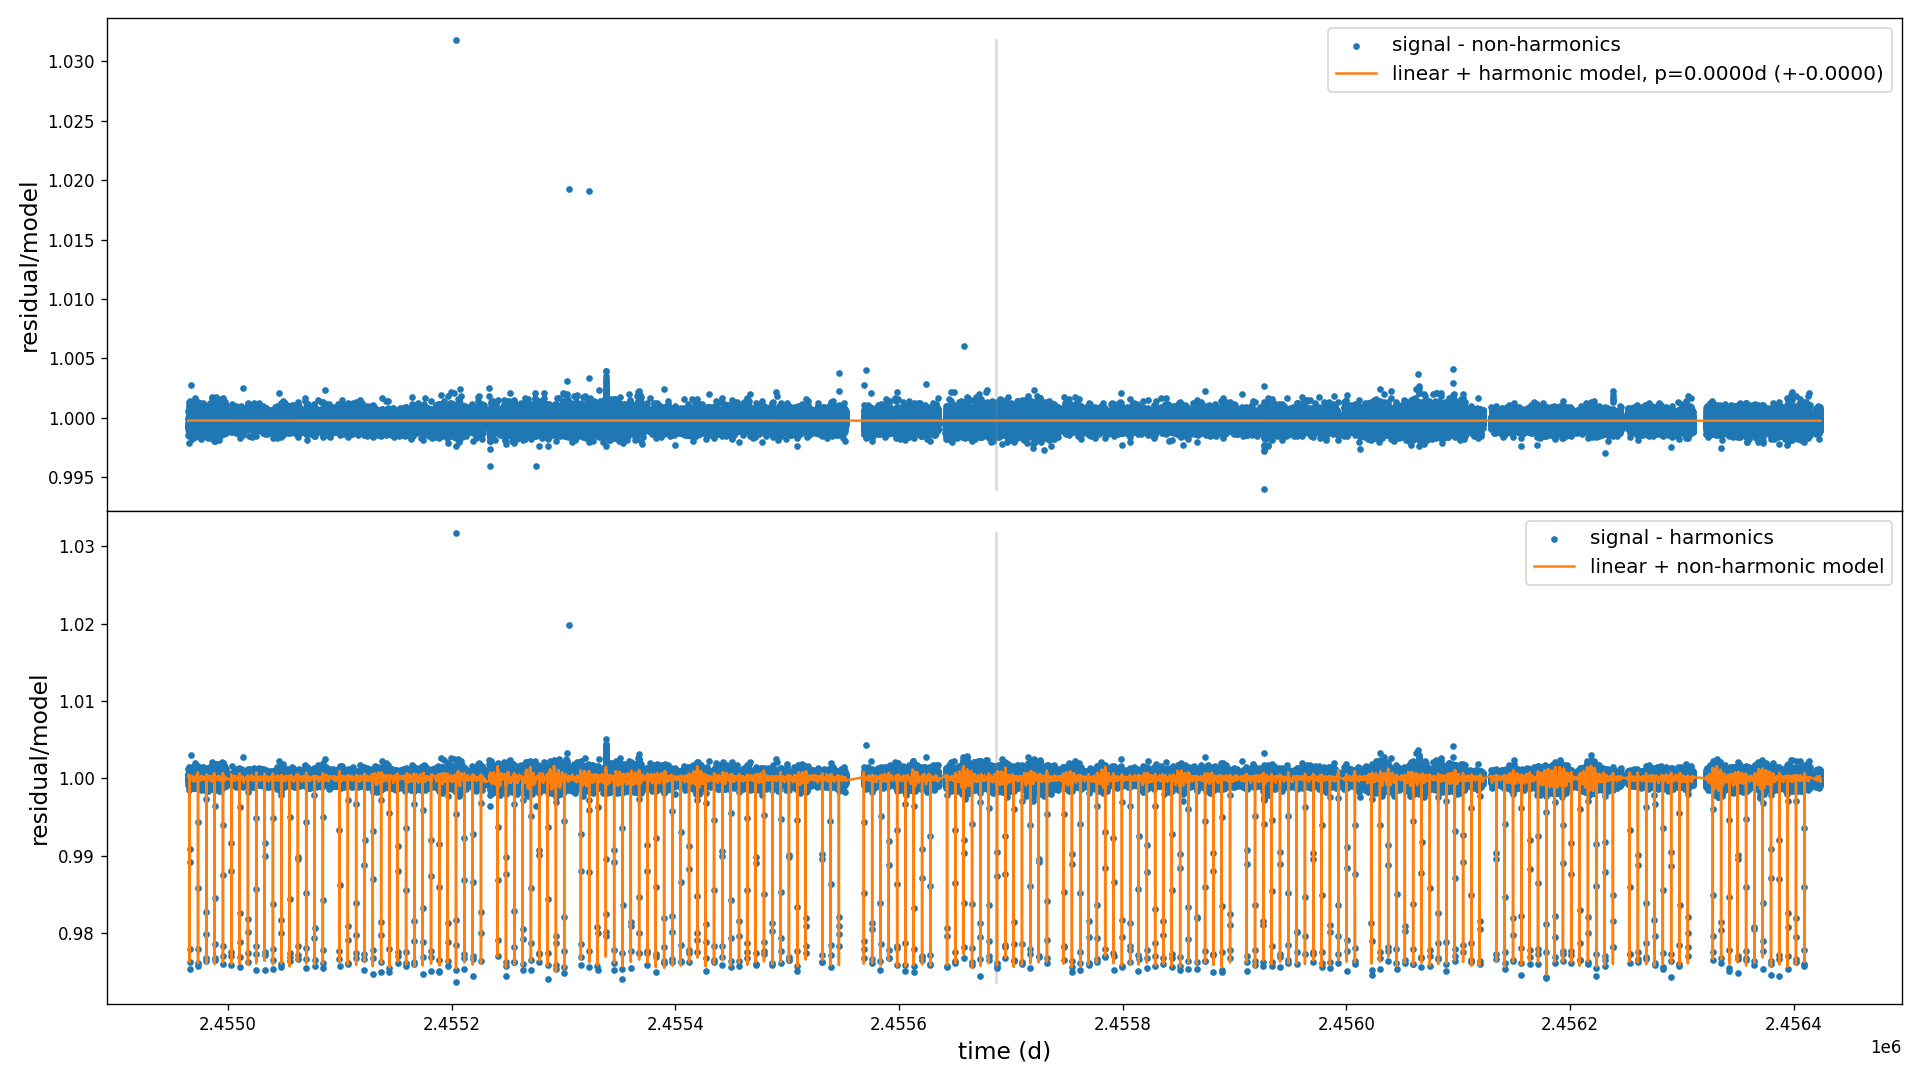 signal - non-harmonics
linear + harmonic model, p=0.0000d (+-0.0000)
residual/model
1.030
1.025
1.020
1.015
1.010
1.005
1.000
0.995
signal - harmonics
linear + non-harmonic model
residual/model
1.03
1.02
1.01
1.00
0.99
0.98
2.4550 2.4552 2.4554 2.4556 2.4558 2.4560 2.4562 2.4564
1e6
time (d)